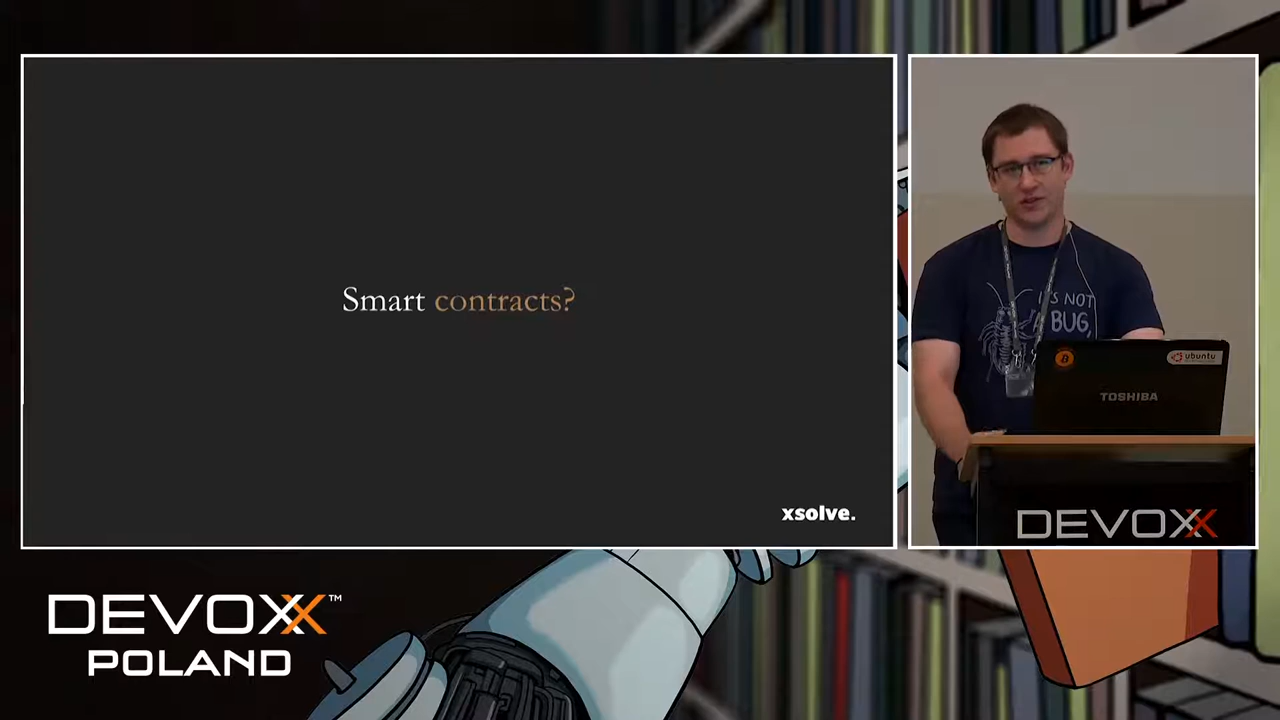 Smart contracts?
xsolve.
IT'S NOT
A BUG,
ubuntu
TOSHIBA
DEVOXX
DEVOXX™
POLAND